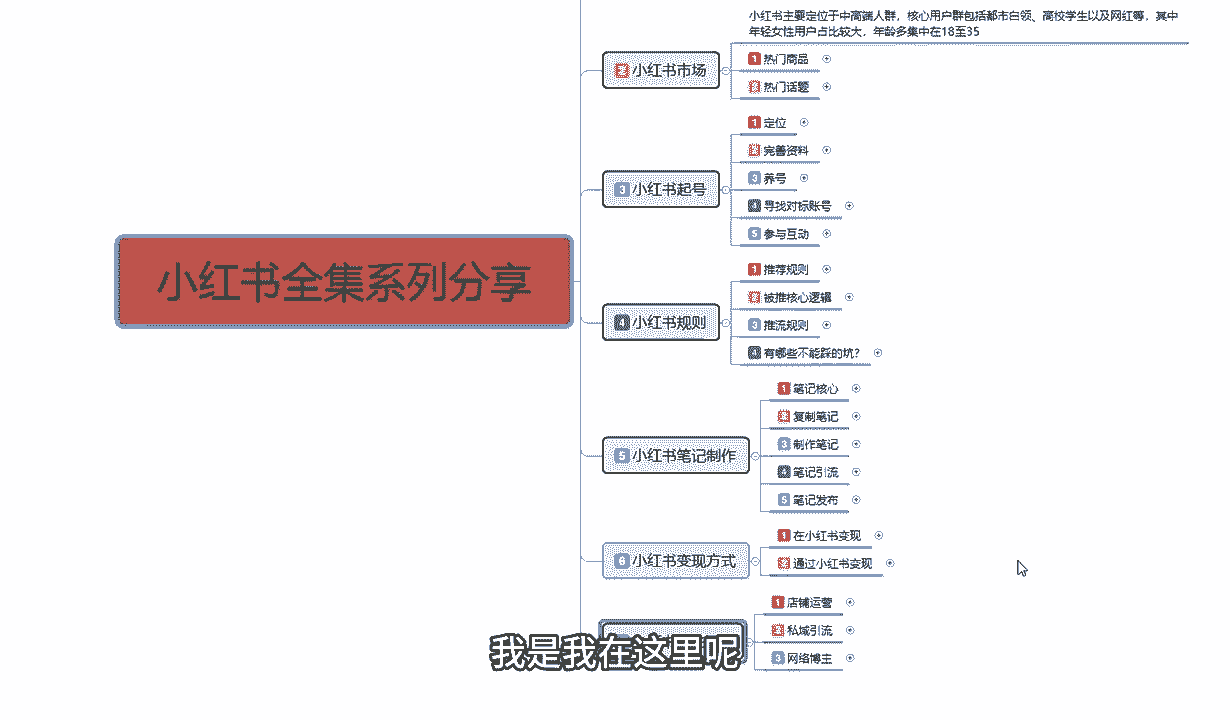 小红书主要定位于中高端人群，核心用户群包括都市白领、高校学生以及网红等，其中
年轻女性用户占比较大，年龄多集中在18至35
2 小红书市场
1 热门商品
2 热门话题
3 小红书起号
1 定位
2 完善资料
3 养号
4 寻找对标账号
5 参与互动
小红书全集系列分享
4 小红书规则
1 推荐规则
2 被推核心逻辑
3 推流规则
4 有哪些不能踩的坑?
5 小红书笔记制作
1 笔记核心
2 复制笔记
3 制作笔记
4 笔记引流
5 笔记发布
6 小红书变现方式
1 在小红书变现
2 通过小红书变现
1 店铺运营
2 私域引流
3 网络博主
我是我在这里呢